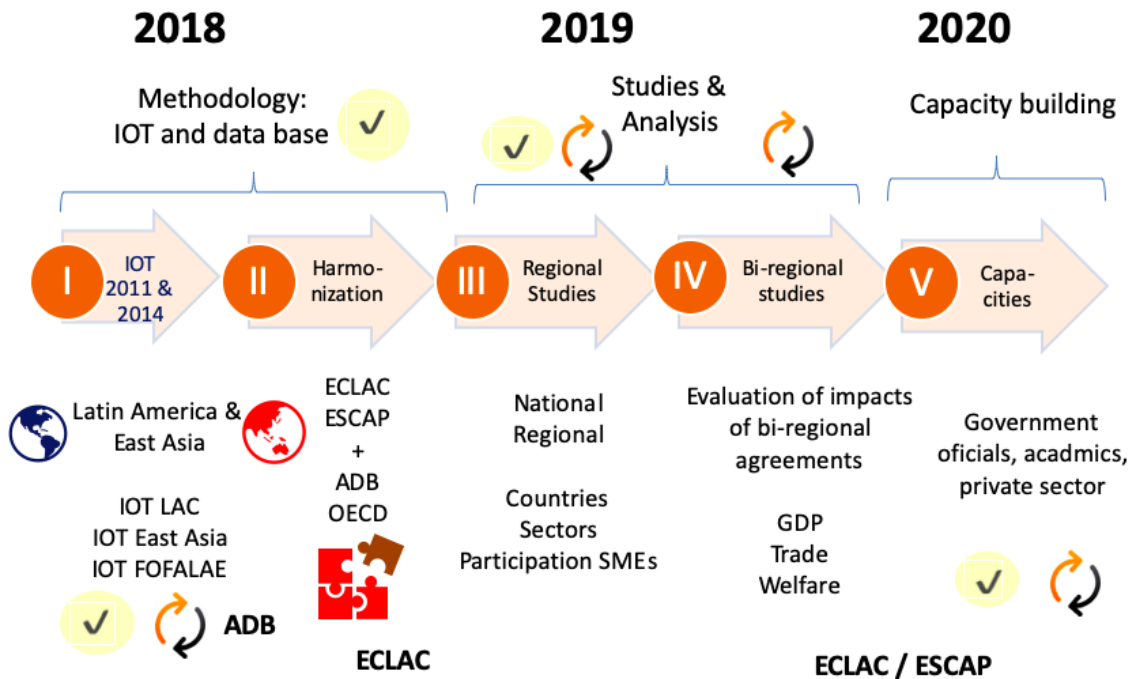 2018
2019
2020
Methodology:
IOT and data base
Studies &
Analysis
Capacity building
I
IOT
2011 &
2014
II
Harmo-
nization
III
Regional
Studies
IV
Bi-regional
studies
V
Capa-
cities
Latin America &
East Asia
IOT LAC
IOT East Asia
IOT FOFALAE
ADB
ECLAC
ESCAP
+
ADB
OECD
ECLAC
National
Regional
Countries
Sectors
Participation SMEs
Evaluation of impacts
of bi-regional
agreements
GDP
Trade
Welfare
Government
oficials, acadmics,
private sector
ECLAC / ESCAP